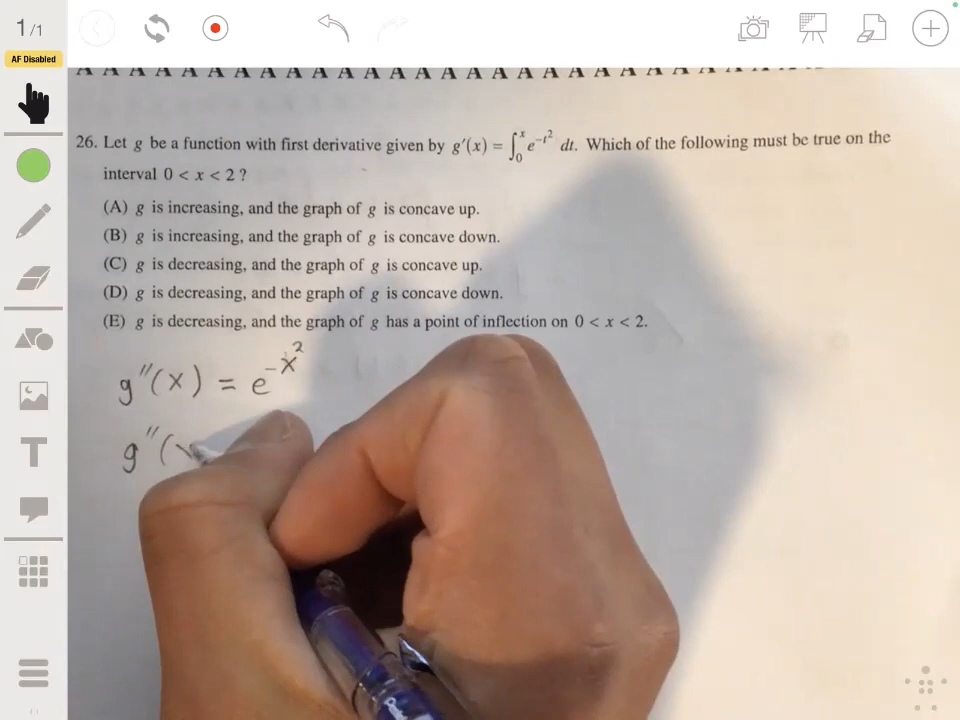 1/1
AF Disabled
A A A A A A A A A A A A A A A A A A A A A A A A A
26. Let g be a function with first derivative given by g′(x) = ∫₀ˣ e^{-t²} dt. Which of the following must be true on the
interval 0 < x < 2 ?
(A) g is increasing, and the graph of g is concave up.
(B) g is increasing, and the graph of g is concave down.
(C) g is decreasing, and the graph of g is concave up.
(D) g is decreasing, and the graph of g is concave down.
(E) g is decreasing, and the graph of g has a point of inflection on 0 < x < 2.
g″(x) = e^{-x²}
g″(x
T